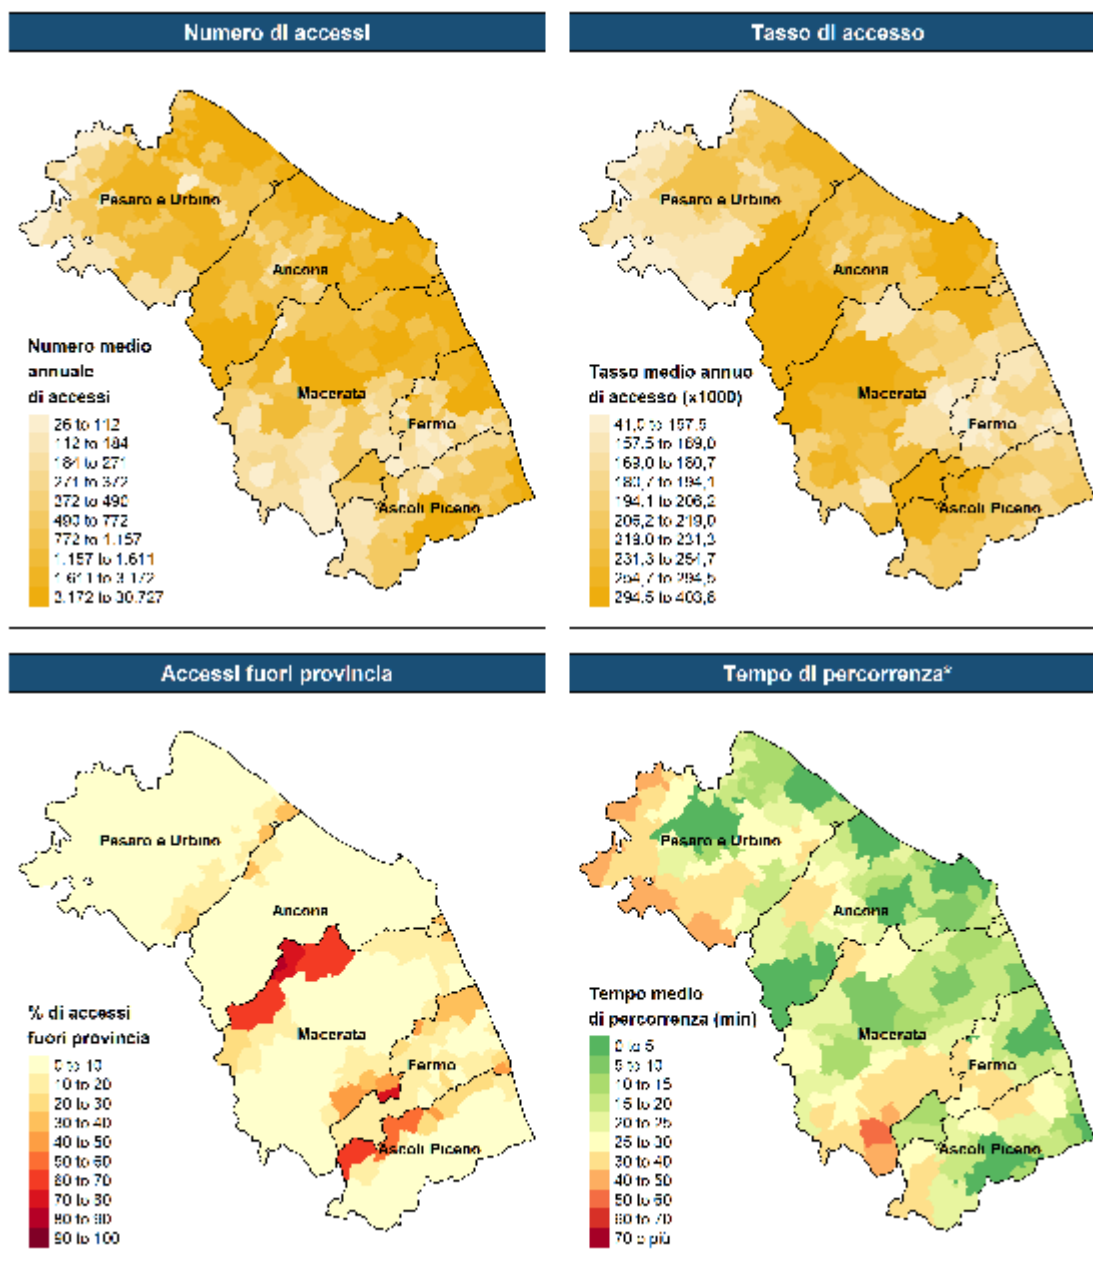 Numero di accessi
Pesaro e Urbino
Ancona
Macerata
Fermo
Ascoli Piceno
Numero medio
annuale
di accessi
26 to 112
112 to 184
184 to 271
271 to 372
372 to 490
490 to 772
772 to 1.157
1.157 to 1.611
1.611 to 3.172
3.172 to 30.727
Tasso di accesso
Pesaro e Urbino
Ancona
Macerata
Fermo
Ascoli Piceno
Tasso medio annuo
di accesso (x1000)
157,5 to 169,0
169,0 to 180,7
180,7 to 194,1
194,1 to 206,2
206,2 to 219,0
219,0 to 231,3
231,3 to 254,7
254,7 to 294,5
294,5 to 403,8
Accessi fuori provincia
Pesaro e Urbino
Ancona
Macerata
Fermo
Ascoli Piceno
% di accessi
fuori provincia
0 to 10
10 to 20
20 to 30
30 to 40
40 to 50
50 to 60
60 to 70
70 to 80
80 to 90
90 to 100
Tempo di percorrenza*
Pesaro e Urbino
Ancona
Macerata
Fermo
Ascoli Piceno
Tempo medio
di percorrenza (min)
0 to 5
5 to 10
10 to 15
15 to 20
20 to 25
25 to 30
30 to 40
40 to 50
50 to 60
60 to 70
70 o più